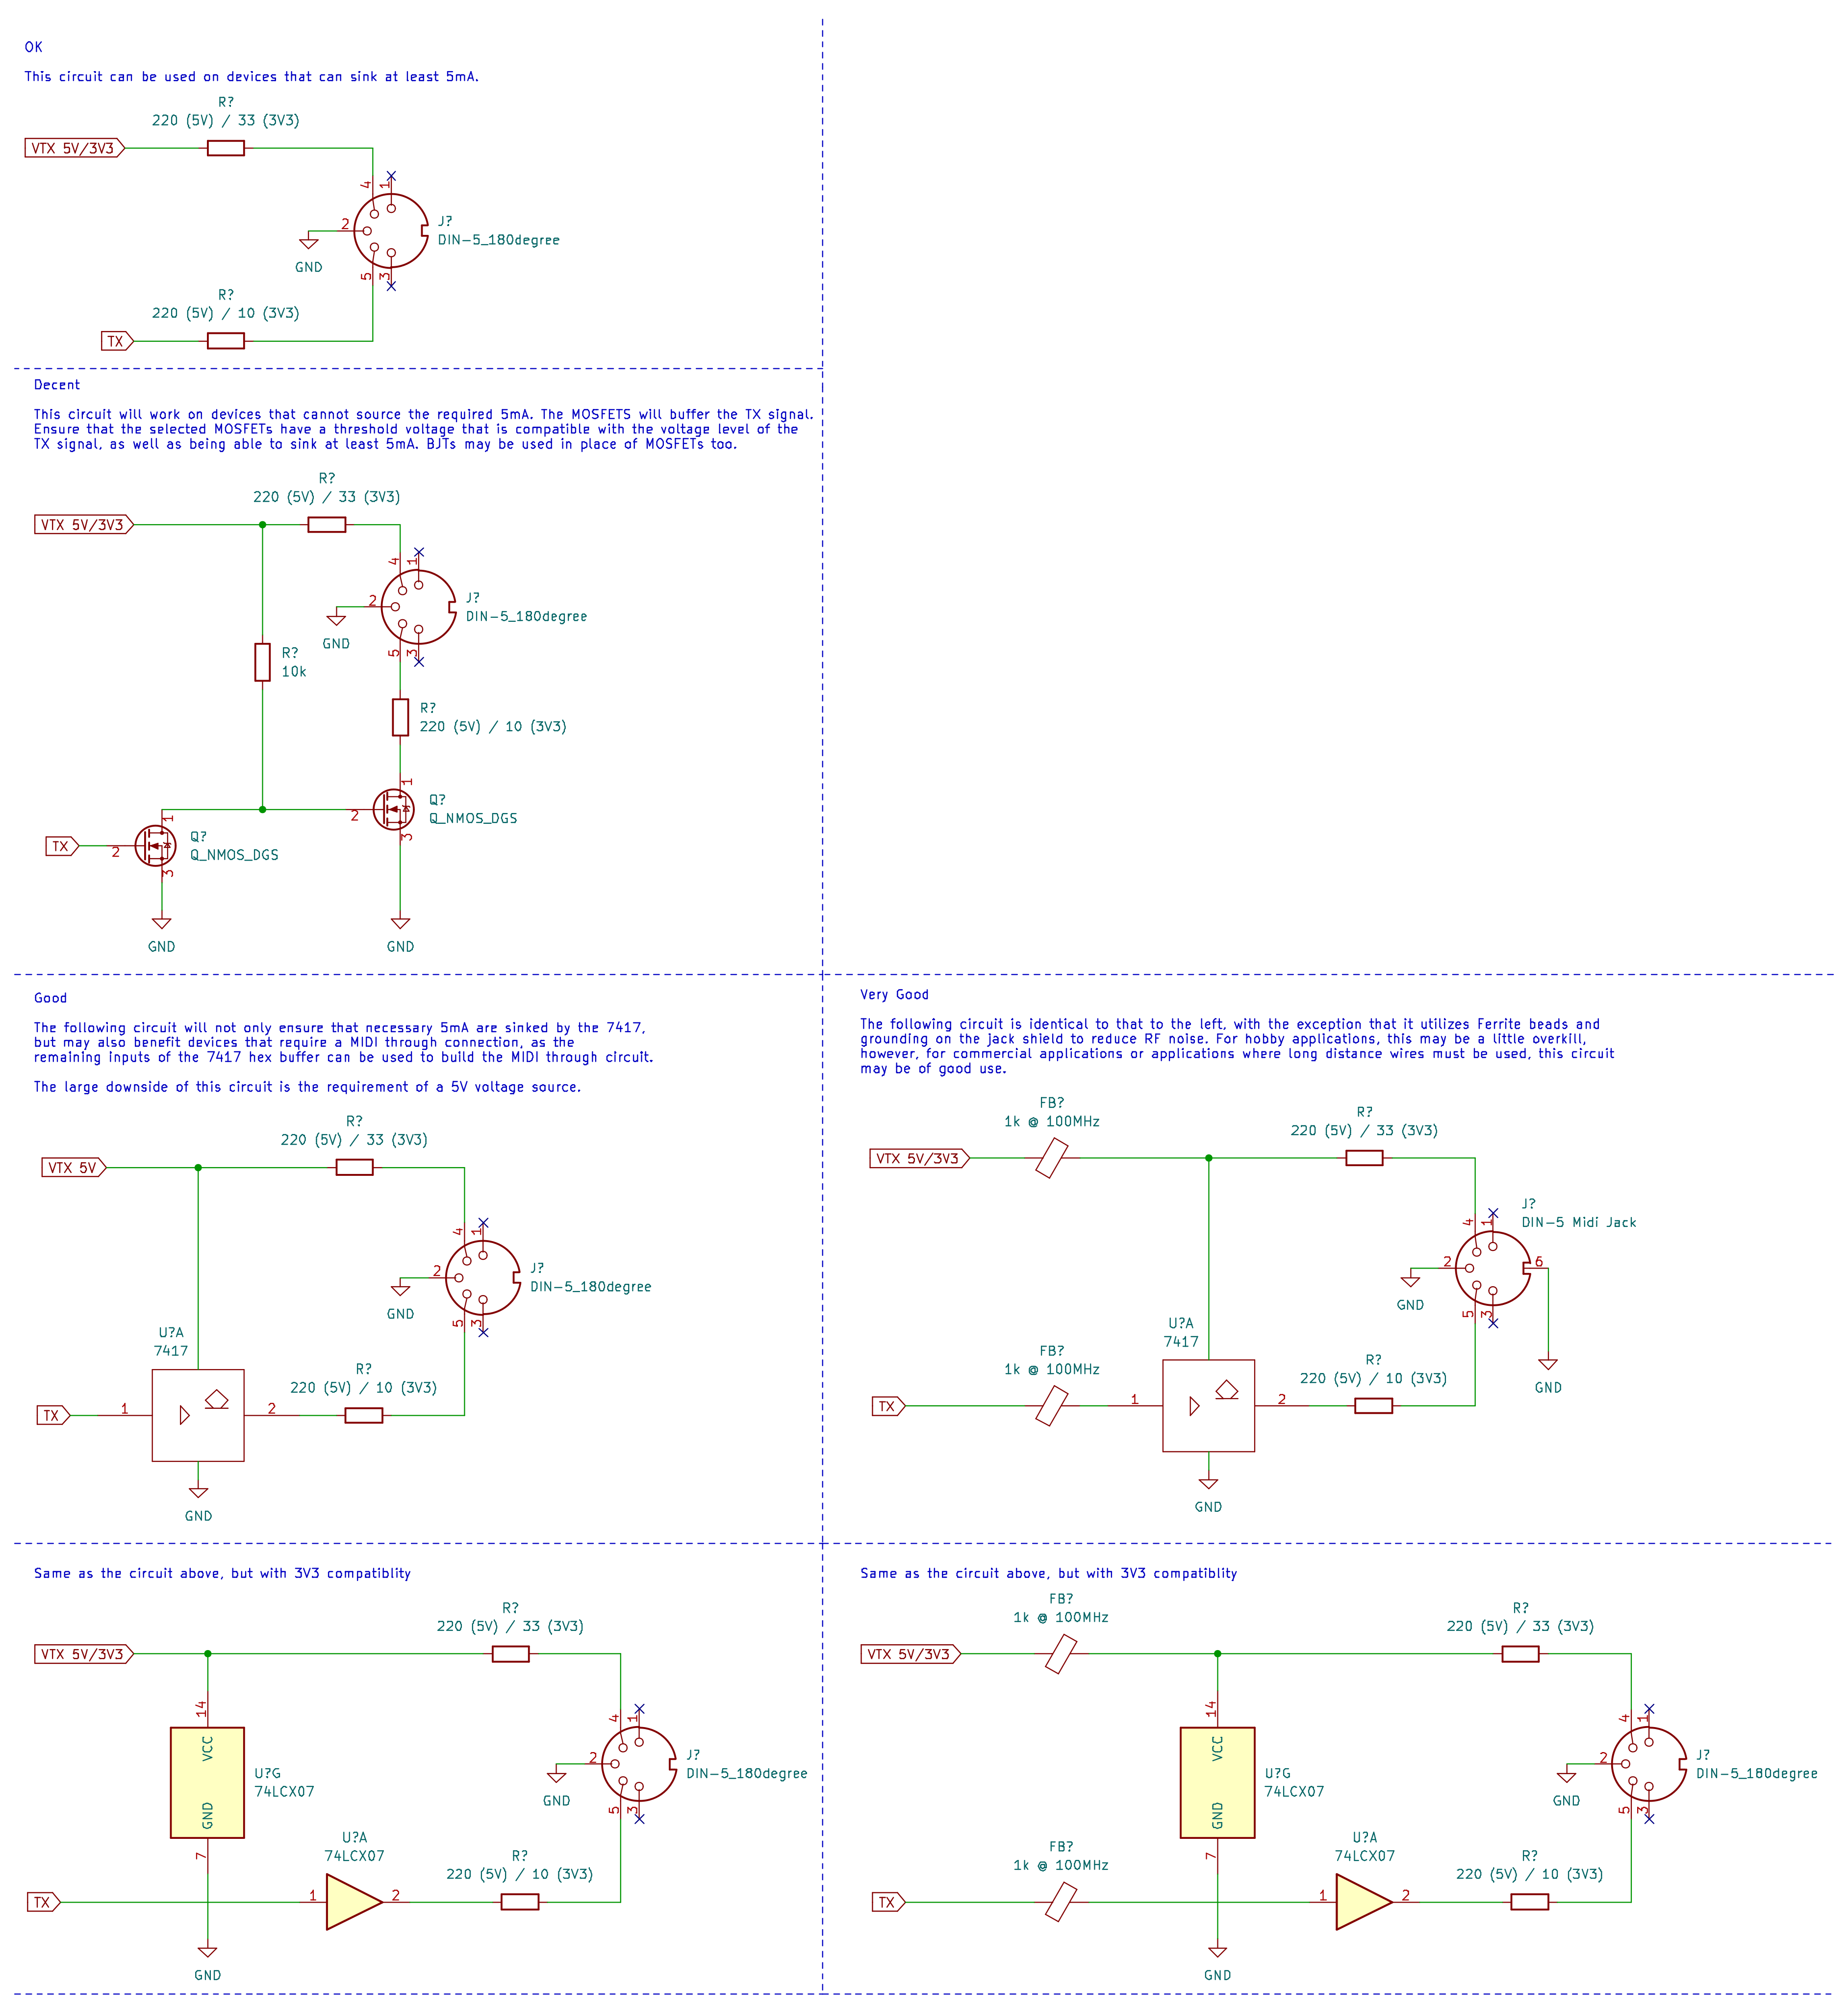 OK
This circuit can be used on devices that can sink at least 5mA.
R?
220 (5V) / 33 (3V3)
VTX 5V/3V3
4
1
2
J?
DIN-5_180degree
GND
5
3
R?
220 (5V) / 10 (3V3)
TX
Decent
This circuit will work on devices that cannot source the required 5mA. The MOSFETS will buffer the TX signal.
Ensure that the selected MOSFETs have a threshold voltage that is compatible with the voltage level of the
TX signal, as well as being able to sink at least 5mA. BJTs may be used in place of MOSFETs too.
R?
220 (5V) / 33 (3V3)
VTX 5V/3V3
4
1
2
J?
DIN-5_180degree
GND
5
3
R?
10k
R?
220 (5V) / 10 (3V3)
1
2
Q?
Q_NMOS_DGS
3
1
TX
2
Q?
Q_NMOS_DGS
3
GND
GND
Good
The following circuit will not only ensure that necessary 5mA are sinked by the 7417,
but may also benefit devices that require a MIDI through connection, as the
remaining inputs of the 7417 hex buffer can be used to build the MIDI through circuit.
The large downside of this circuit is the requirement of a 5V voltage source.
R?
220 (5V) / 33 (3V3)
VTX 5V
4
1
2
J?
DIN-5_180degree
GND
5
3
U?A
7417
R?
220 (5V) / 10 (3V3)
TX
1
2
GND
Very Good
The following circuit is identical to that to the left, with the exception that it utilizes Ferrite beads and
grounding on the jack shield to reduce RF noise. For hobby applications, this may be a little overkill,
however, for commercial applications or applications where long distance wires must be used, this circuit
may be of good use.
FB?
1k @ 100MHz
R?
220 (5V) / 33 (3V3)
VTX 5V/3V3
J?
DIN-5 Midi Jack
4
1
2
6
GND
5
3
U?A
7417
FB?
1k @ 100MHz
R?
220 (5V) / 10 (3V3)
GND
TX
1
2
GND
Same as the circuit above, but with 3V3 compatiblity
R?
220 (5V) / 33 (3V3)
VTX 5V/3V3
14
VCC
GND
7
U?G
74LCX07
4
1
2
J?
DIN-5_180degree
GND
5
3
U?A
74LCX07
R?
220 (5V) / 10 (3V3)
TX
1
2
GND
Same as the circuit above, but with 3V3 compatiblity
FB?
1k @ 100MHz
R?
220 (5V) / 33 (3V3)
VTX 5V/3V3
14
VCC
GND
7
U?G
74LCX07
4
1
2
J?
DIN-5_180degree
GND
5
3
FB?
1k @ 100MHz
U?A
74LCX07
R?
220 (5V) / 10 (3V3)
TX
1
2
GND